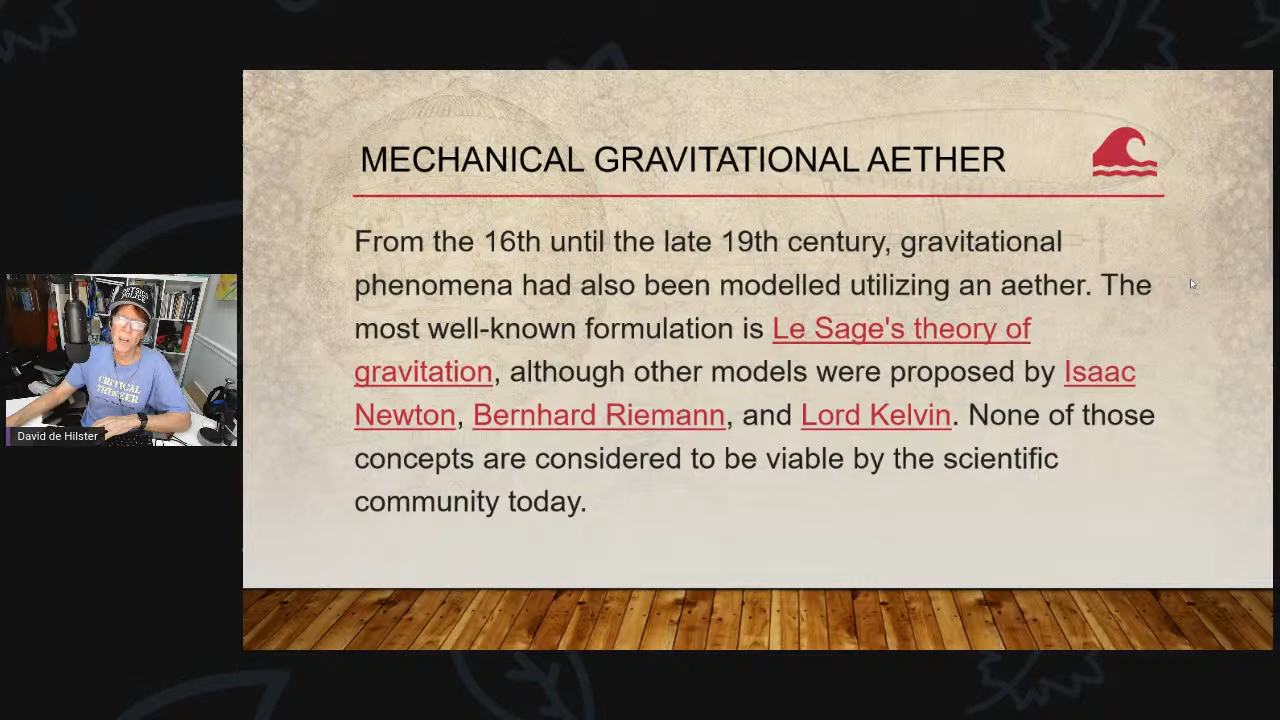 MECHANICAL GRAVITATIONAL AETHER
From the 16th until the late 19th century, gravitational
phenomena had also been modelled utilizing an aether. The
most well-known formulation is Le Sage's theory of
gravitation, although other models were proposed by Isaac
Newton, Bernhard Riemann, and Lord Kelvin. None of those
concepts are considered to be viable by the scientific
community today.
CRITICAL
THINKER
David de Hilster